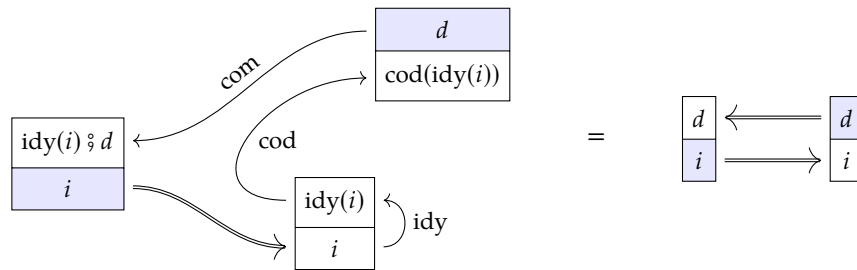 d
com
cod(idy(i))
idy(i) ⨟ d
cod
i
idy(i)
idy
i
=
d
d
i
i